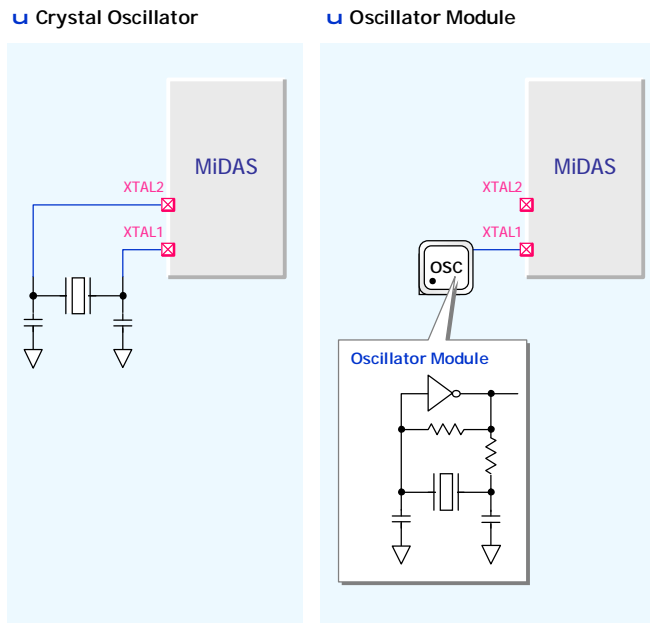 u Crystal Oscillator
MiDAS
XTAL2
XTAL1
u Oscillator Module
MiDAS
XTAL2
XTAL1
OSC
Oscillator Module